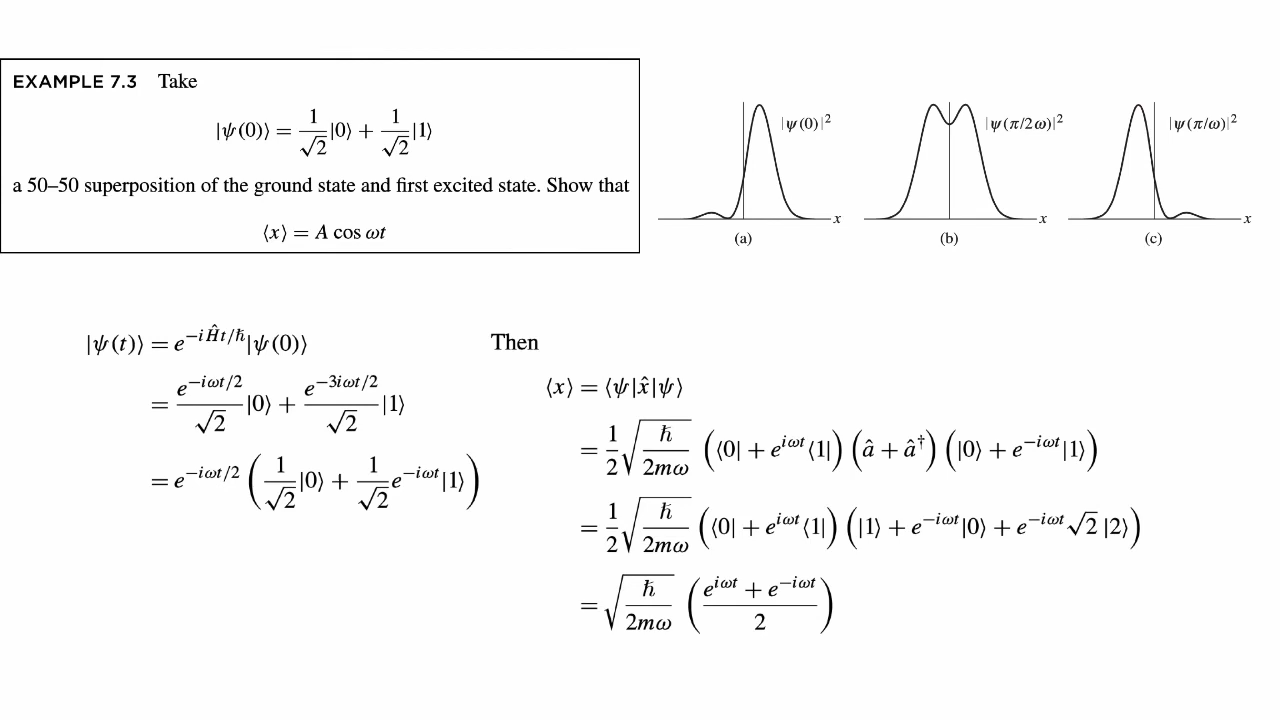 EXAMPLE 7.3 Take
|ψ(0)⟩ = 1/√2 |0⟩ + 1/√2 |1⟩
a 50–50 superposition of the ground state and first excited state. Show that
⟨x⟩ = A cos ωt
|ψ(0)|²
x
(a)
|ψ(π/2ω)|²
x
(b)
|ψ(π/ω)|²
x
(c)
|ψ(t)⟩ = e^{−iĤt/ħ}|ψ(0)⟩
= e^{−iωt/2}/√2 |0⟩ + e^{−3iωt/2}/√2 |1⟩
= e^{−iωt/2} (1/√2 |0⟩ + 1/√2 e^{−iωt}|1⟩)
Then
⟨x⟩ = ⟨ψ|x̂|ψ⟩
= 1/2 √(ħ/2mω) (⟨0| + e^{iωt}⟨1|) (â + â†) (|0⟩ + e^{−iωt}|1⟩)
= 1/2 √(ħ/2mω) (⟨0| + e^{iωt}⟨1|) (|1⟩ + e^{−iωt}|0⟩ + e^{−iωt}√2 |2⟩)
= √(ħ/2mω) ((e^{iωt} + e^{−iωt})/2)